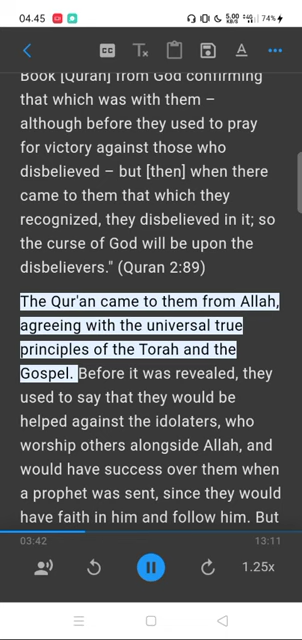 04.45
5.00
KB/S
74%
CC
Book [Quran] from God confirming
that which was with them –
although before they used to pray
for victory against those who
disbelieved – but [then] when there
came to them that which they
recognized, they disbelieved in it; so
the curse of God will be upon the
disbelievers." (Quran 2:89)
The Qur'an came to them from Allah,
agreeing with the universal true
principles of the Torah and the
Gospel. Before it was revealed, they
used to say that they would be
helped against the idolaters, who
worship others alongside Allah, and
would have success over them when
a prophet was sent, since they would
have faith in him and follow him. But
03:42
13:11
1.25x